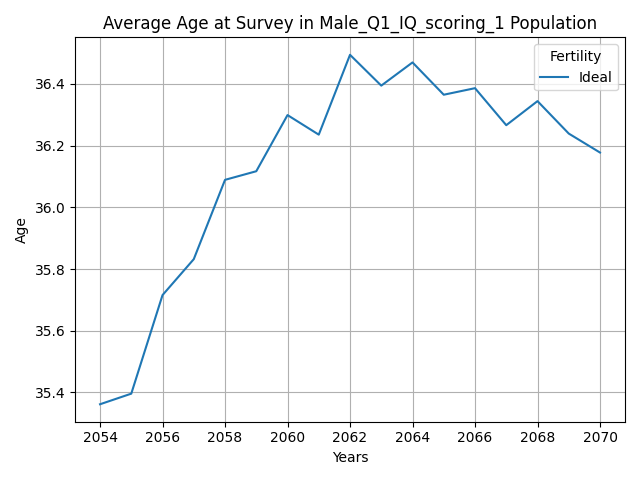 Average Age at Survey in Male_Q1_IQ_scoring_1 Population
Fertility
Ideal
36.4
36.2
36.0
35.8
35.6
35.4
Age
2054 2056 2058 2060 2062 2064 2066 2068 2070
Years